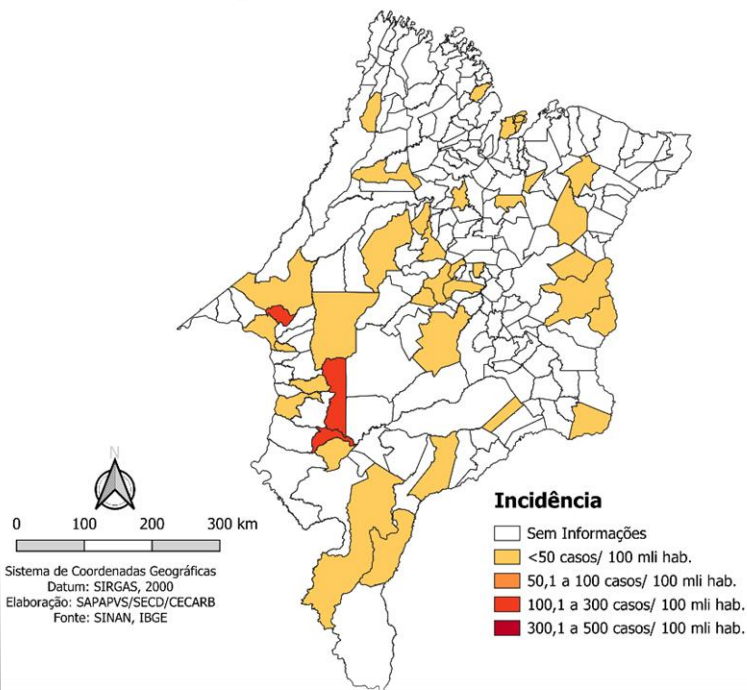 N
0 100 200 300 km
Sistema de Coordenadas Geográficas
Datum: SIRGAS, 2000
Elaboração: SAPAPVS/SECD/CECARB
Fonte: SINAN, IBGE
Incidência
Sem Informações
<50 casos/ 100 mli hab.
50,1 a 100 casos/ 100 mli hab.
100,1 a 300 casos/ 100 mli hab.
300,1 a 500 casos/ 100 mli hab.